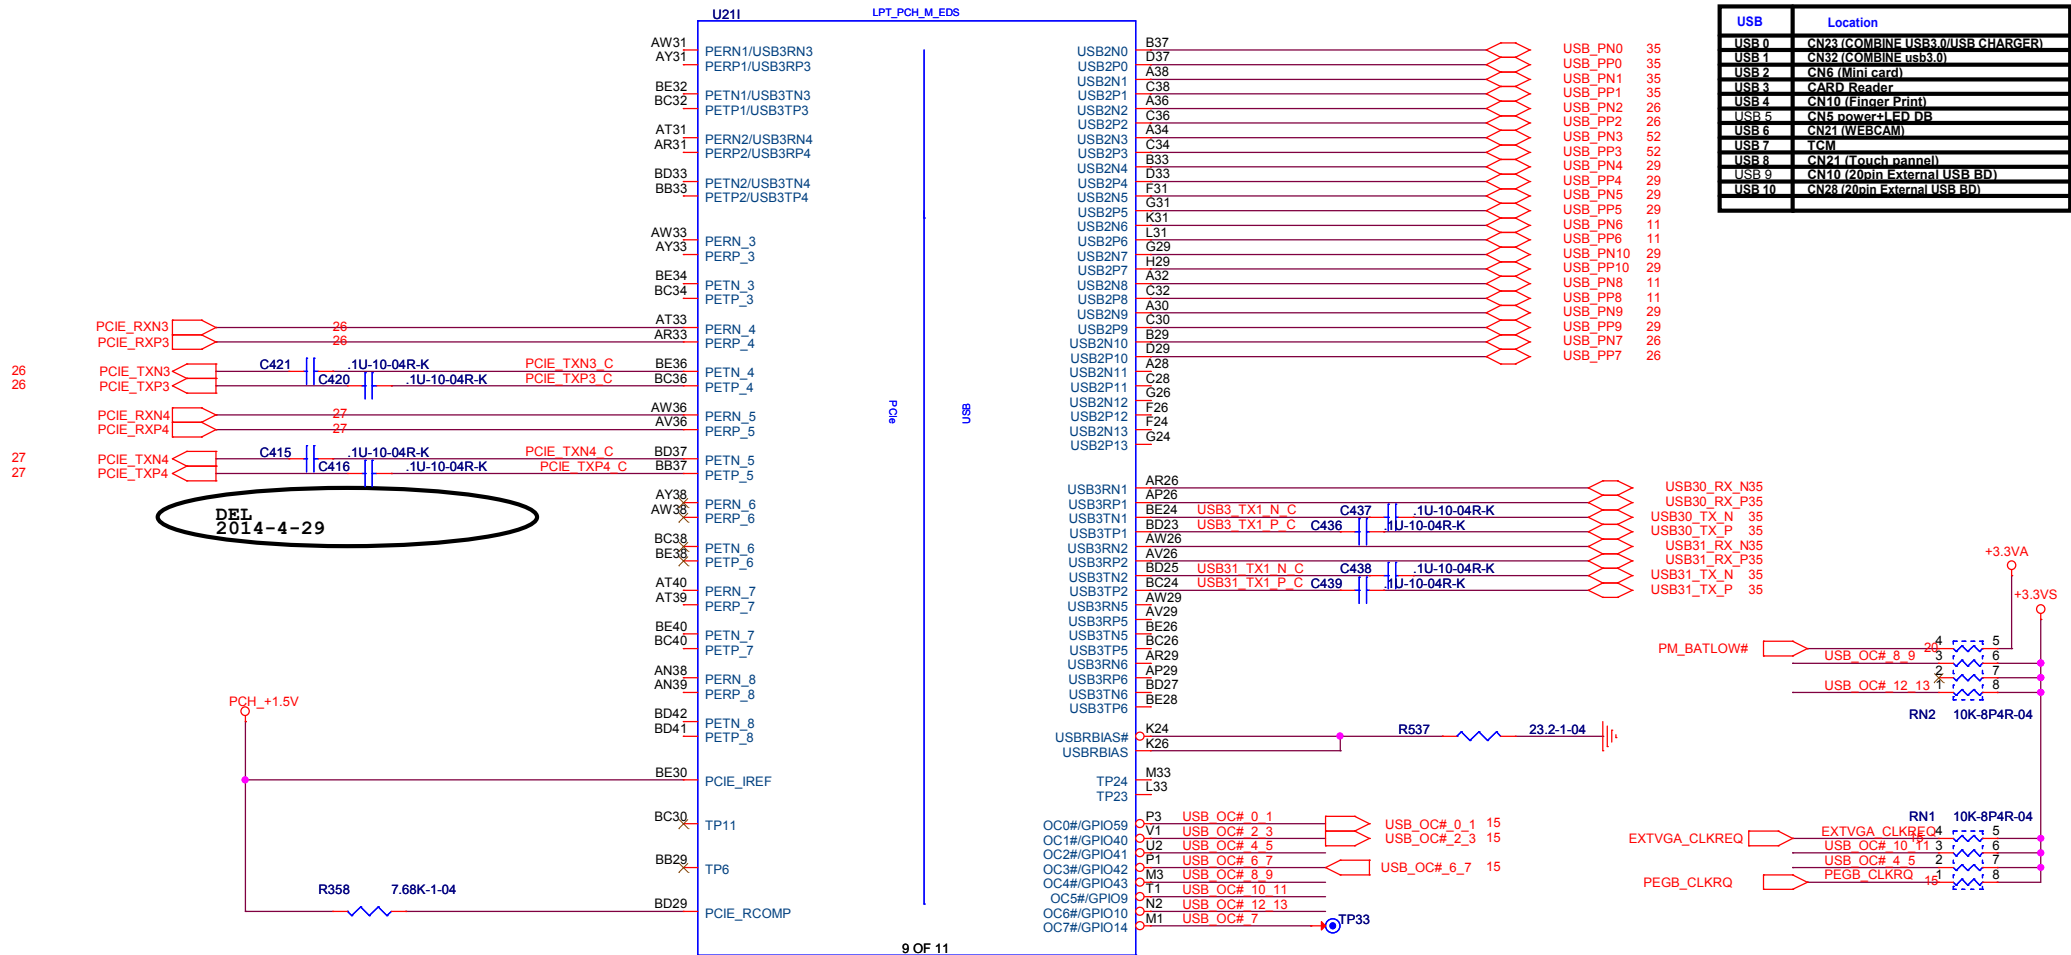 U21I
LPT_PCH_M_EDS
AW31 PERN1/USB3RN3
AY31 PERP1/USB3RP3
BE32 PETN1/USB3TN3
BC32 PETP1/USB3TP3
AT31 PERN2/USB3RN4
AR31 PERP2/USB3RP4
BD33 PETN2/USB3TN4
BB33 PETP2/USB3TP4
AW33 PERN_3
AY33 PERP_3
BE34 PETN_3
BC34 PETP_3
PCIE_RXN3 26 AT33 PERN_4
PCIE_RXP3 26 AR33 PERP_4
26 PCIE_TXN3 C421 .1U-10-04R-K PCIE_TXN3_C BE36 PETN_4
26 PCIE_TXP3 C420 .1U-10-04R-K PCIE_TXP3_C BC36 PETP_4
PCIE_RXN4 27 AW36 PERN_5
PCIE_RXP4 27 AV36 PERP_5
27 PCIE_TXN4 C415 .1U-10-04R-K PCIE_TXN4_C BD37 PETN_5
27 PCIE_TXP4 C416 .1U-10-04R-K PCIE_TXP4_C BB37 PETP_5
DEL
2014-4-29
AY38 PERN_6
AW38 PERP_6
BC38 PETN_6
BE38 PETP_6
AT40 PERN_7
AT39 PERP_7
BE40 PETN_7
BC40 PETP_7
AN38 PERN_8
AN39 PERP_8
BD42 PETN_8
BD41 PETP_8
PCH_+1.5V
BE30 PCIE_IREF
BC30 TP11
BB29 TP6
R358 7.68K-1-04 BD29 PCIE_RCOMP
PCIe
USB
9 OF 11
USB2N0 B37 USB_PN0 35
USB2P0 D37 USB_PP0 35
USB2N1 A38 USB_PN1 35
USB2P1 C38 USB_PP1 35
USB2N2 A36 USB_PN2 26
USB2P2 C36 USB_PP2 26
USB2N3 A34 USB_PN3 52
USB2P3 C34 USB_PP3 52
USB2N4 B33 USB_PN4 29
USB2P4 D33 USB_PP4 29
USB2N5 F31 USB_PN5 29
USB2P5 G31 USB_PP5 29
USB2N6 K31 USB_PN6 11
USB2P6 L31 USB_PP6 11
USB2N7 G29 USB_PN10 29
USB2P7 H29 USB_PP10 29
USB2N8 A32 USB_PN8 11
USB2P8 C32 USB_PP8 11
USB2N9 A30 USB_PN9 29
USB2P9 C30 USB_PP9 29
USB2N10 B29 USB_PN7 26
USB2P10 D29 USB_PP7 26
USB2N11 A28
USB2P11 C28
USB2N12 G26
USB2P12 F26
USB2N13 F24
USB2P13 G24
USB3RN1 AR26 USB30_RX_N35
USB3RP1 AP26 USB30_RX_P35
USB3TN1 BE24 USB3_TX1_N_C C437 .1U-10-04R-K USB30_TX_N 35
USB3TP1 BD23 USB3_TX1_P_C C436 .1U-10-04R-K USB30_TX_P 35
USB3RN2 AW26 USB31_RX_N35
USB3RP2 AV26 USB31_RX_P35
USB3TN2 BD25 USB31_TX1_N_C C438 .1U-10-04R-K USB31_TX_N 35
USB3TP2 BC24 USB31_TX1_P_C C439 .1U-10-04R-K USB31_TX_P 35
USB3RN5 AW29
USB3RP5 AV29
USB3TN5 BE26
USB3TP5 BC26
USB3RN6 AR29
USB3RP6 AP29
USB3TN6 BD27
USB3TP6 BE28
USBRBIAS# K24 R537 23.2-1-04
USBRBIAS K26
TP24 M33
TP23 L33
OC0#/GPIO59 P3 USB_OC#_0_1 USB_OC#_0_1 15
OC1#/GPIO40 V1 USB_OC#_2_3 USB_OC#_2_3 15
OC2#/GPIO41 U2 USB_OC#_4_5
OC3#/GPIO42 P1 USB_OC#_6_7 USB_OC#_6_7 15
OC4#/GPIO43 M3 USB_OC#_8_9
OC5#/GPIO9 T1 USB_OC#_10_11
OC6#/GPIO10 N2 USB_OC#_12_13
OC7#/GPIO14 M1 USB_OC#_7 TP33
USB Location
USB 0 CN23 (COMBINE USB3.0/USB CHARGER)
USB 1 CN32 (COMBINE usb3.0)
USB 2 CN6 (Mini card)
USB 3 CARD Reader
USB 4 CN10 (Finger Print)
USB 5 CN5 power+LED DB
USB 6 CN21 (WEBCAM)
USB 7 TCM
USB 8 CN21 (Touch pannel)
USB 9 CN10 (20pin External USB BD)
USB 10 CN28 (20pin External USB BD)
+3.3VA
+3.3VS
PM_BATLOW# 20 4 5
USB_OC#_8_9 3 6
2 7
USB_OC#_12_13 1 8
RN2 10K-8P4R-04
RN1 10K-8P4R-04
EXTVGA_CLKREQ EXTVGA_CLKREQ 15 4 5
USB_OC#_10_11 3 6
USB_OC#_4_5 2 7
PEGB_CLKRQ PEGB_CLKRQ 15 1 8